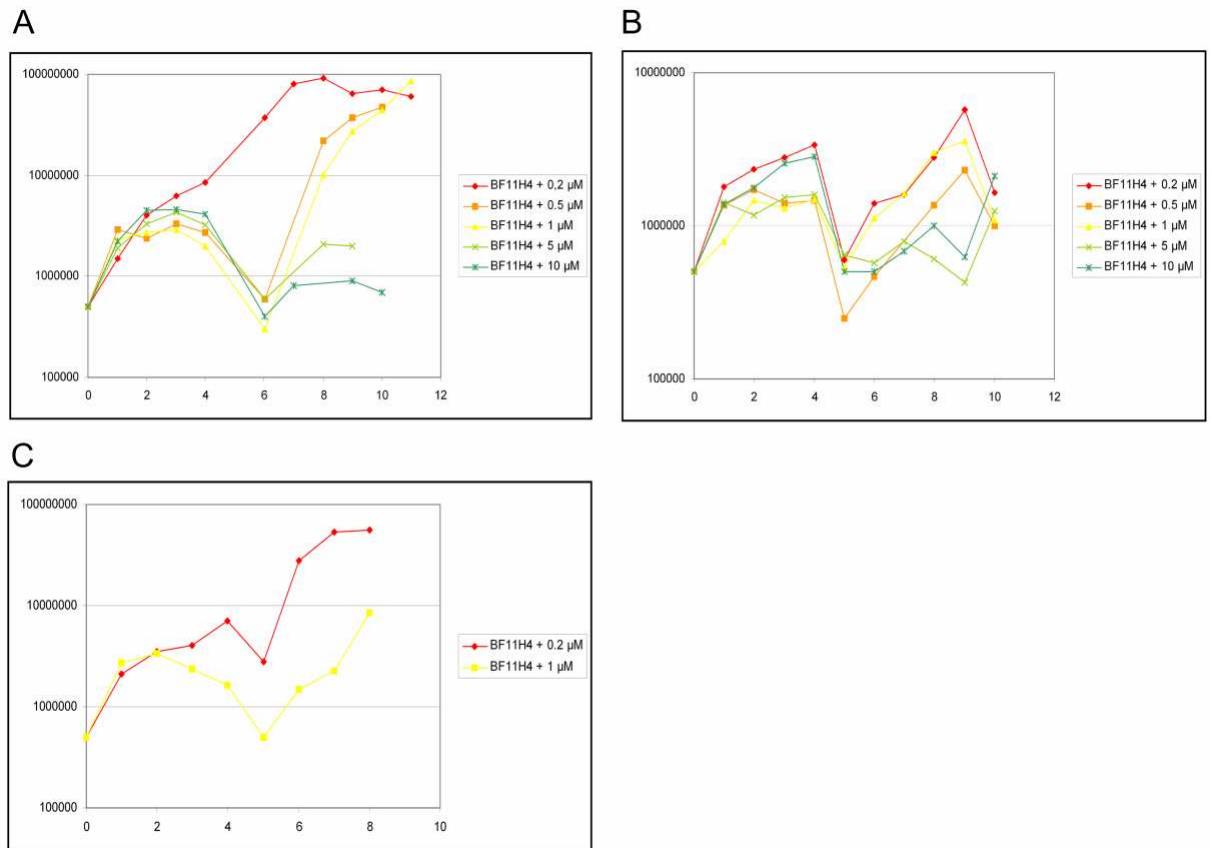 A
100000000
10000000
1000000
100000
0 2 4 6 8 10 12
BF11H4 + 0,2 µM
BF11H4 + 0.5 µM
BF11H4 + 1 µM
BF11H4 + 5 µM
BF11H4 + 10 µM
B
10000000
1000000
100000
0 2 4 6 8 10 12
BF11H4 + 0,2 µM
BF11H4 + 0.5 µM
BF11H4 + 1 µM
BF11H4 + 5 µM
BF11H4 + 10 µM
C
100000000
10000000
1000000
100000
0 2 4 6 8 10
BF11H4 + 0.2 µM
BF11H4 + 1 µM